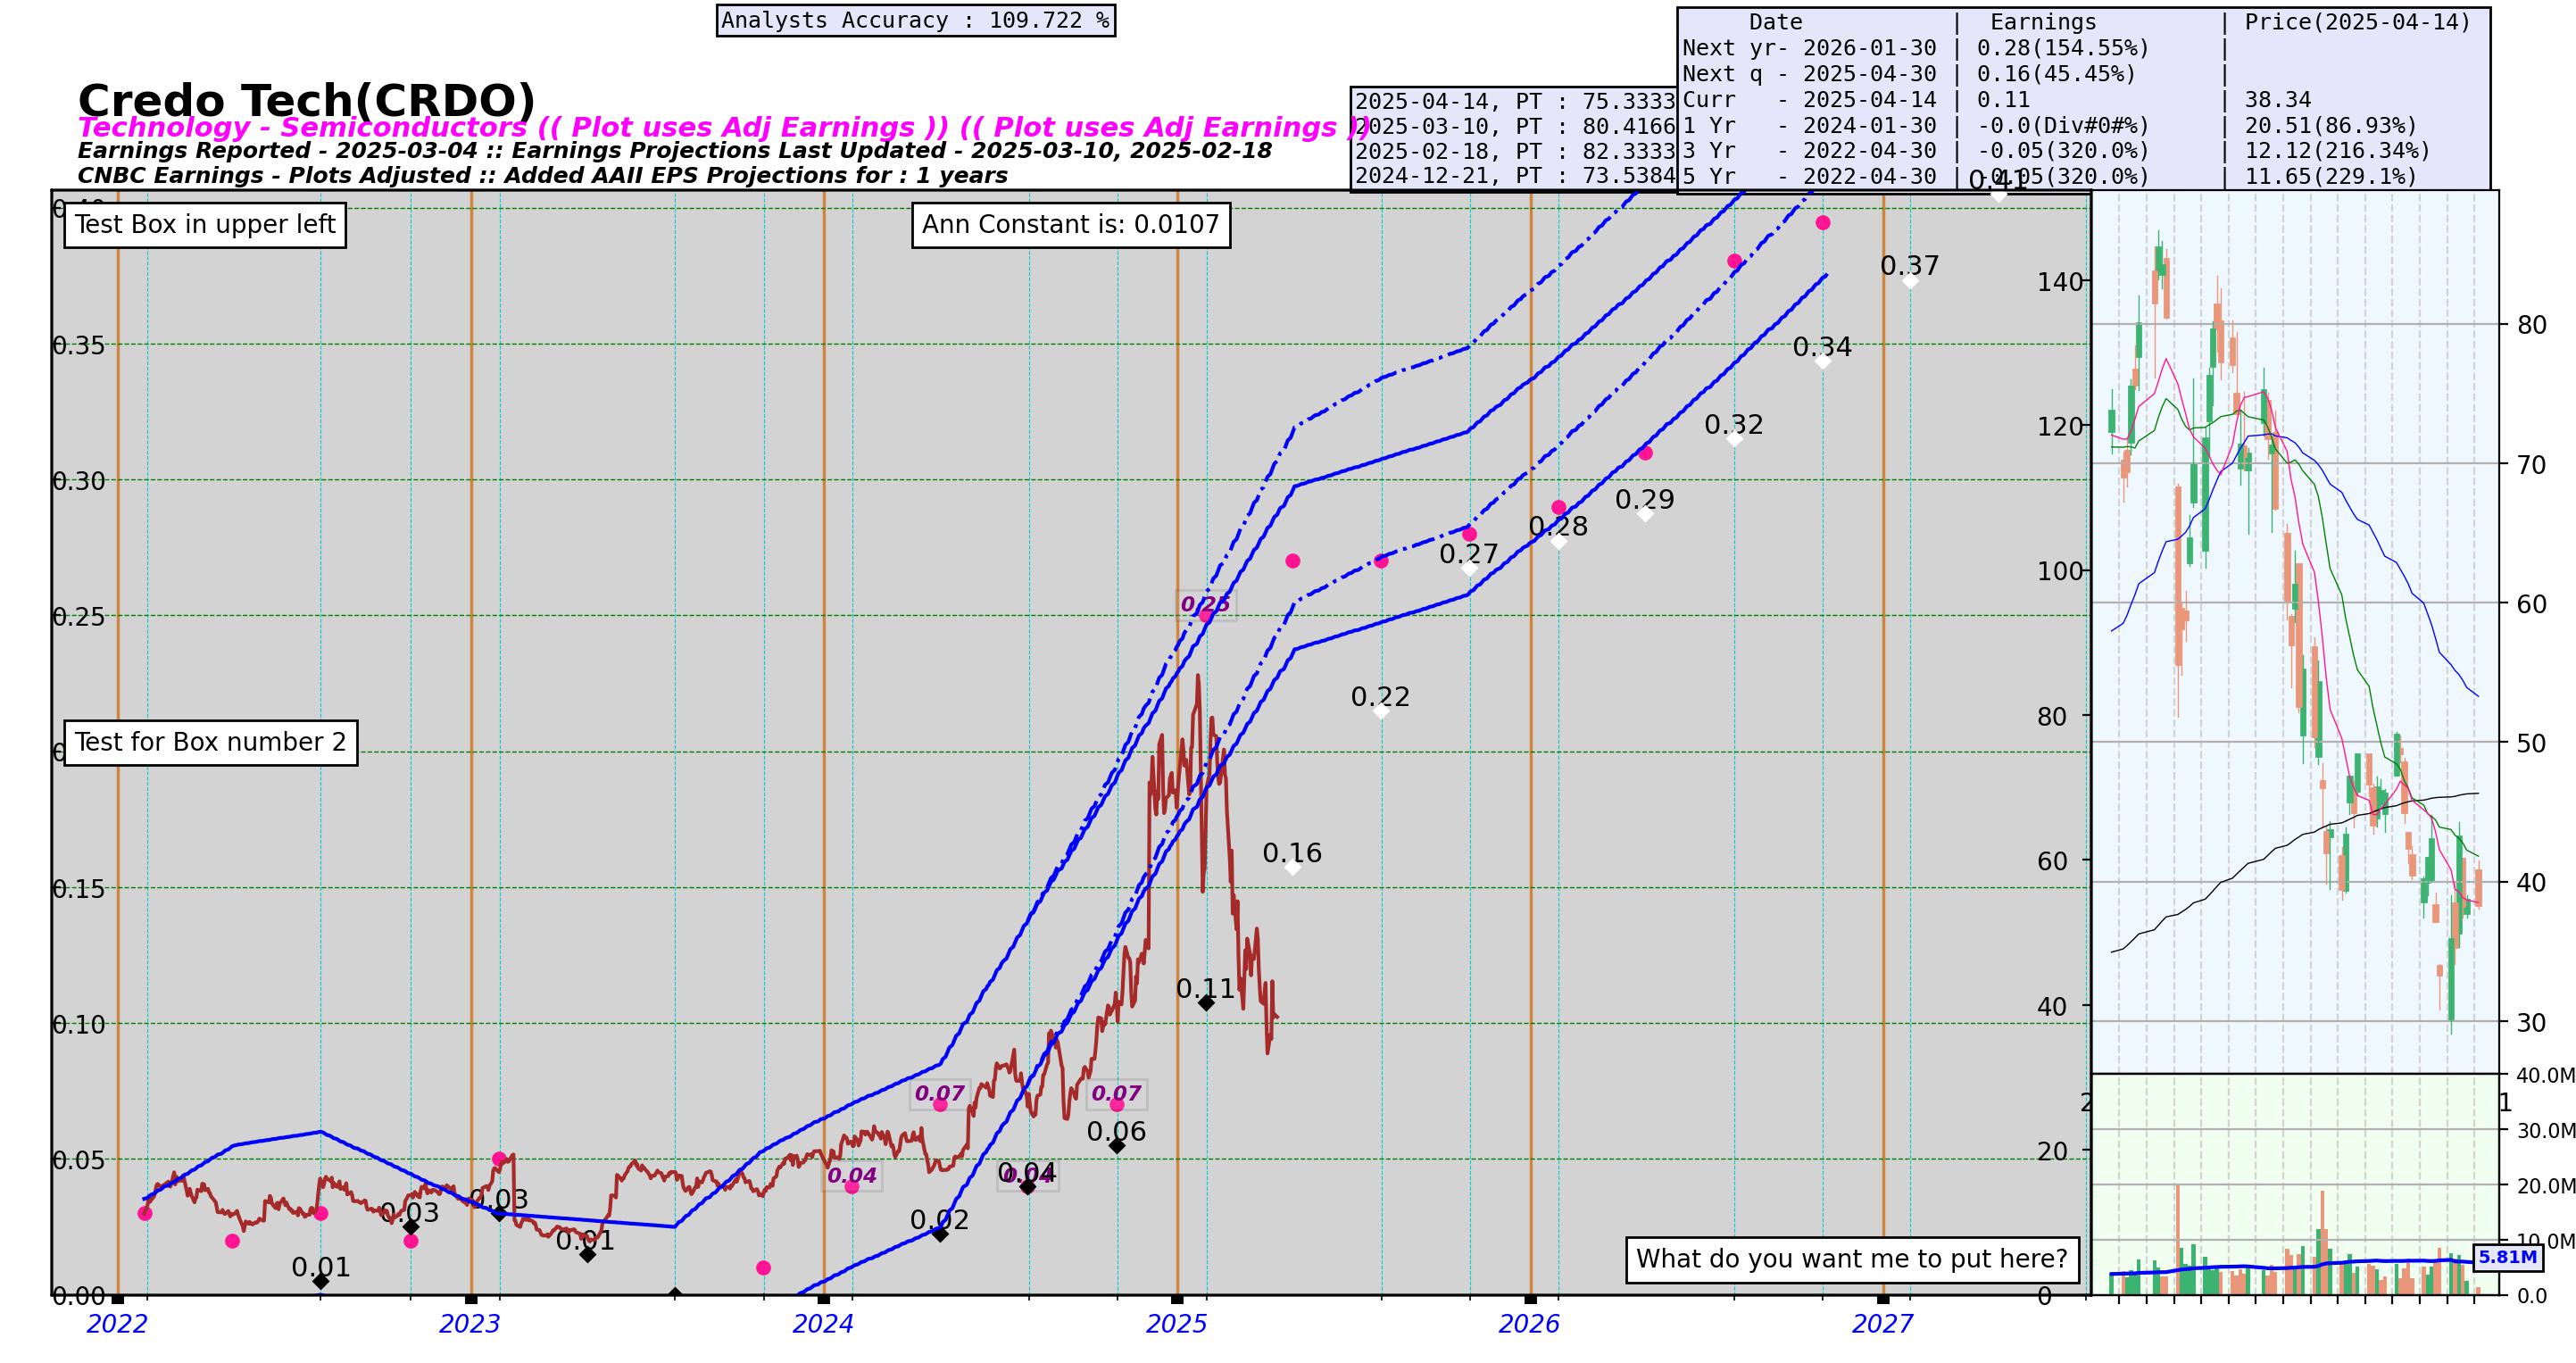 Analysts Accuracy : 109.722 %
Date | Earnings | Price(2025-04-14)
Next yr- 2026-01-30 | 0.28(154.55%) |
Next q - 2025-04-30 | 0.16(45.45%) |
Curr - 2025-04-14 | 0.11 | 38.34
1 Yr - 2024-01-30 | -0.0(Div#0#%) | 20.51(86.93%)
3 Yr - 2022-04-30 | -0.05(320.0%) | 12.12(216.34%)
5 Yr - 2022-04-30 | -0.05(320.0%) | 11.65(229.1%)
2025-04-14, PT : 75.3333
2025-03-10, PT : 80.4166
2025-02-18, PT : 82.3333
2024-12-21, PT : 73.5384
Credo Tech(CRDO)
Technology - Semiconductors (( Plot uses Adj Earnings )) (( Plot uses Adj Earnings ))
Earnings Reported - 2025-03-04 :: Earnings Projections Last Updated - 2025-03-10, 2025-02-18
CNBC Earnings - Plots Adjusted :: Added AAII EPS Projections for : 1 years
Test Box in upper left
Ann Constant is: 0.0107
Test for Box number 2
What do you want me to put here?
0.35
0.30
0.25
0.15
0.10
0.05
0.00
0.01
0.03
0.03
0.01
0.04
0.07
0.02
0.04
0.07
0.06
0.25
0.11
0.16
0.22
0.27
0.28
0.29
0.32
0.34
0.37
0.41
140
120
100
80
60
40
20
0
80
70
60
50
40
30
40.0M
30.0M
20.0M
10.0M
0.0
5.81M
2022
2023
2024
2025
2026
2027